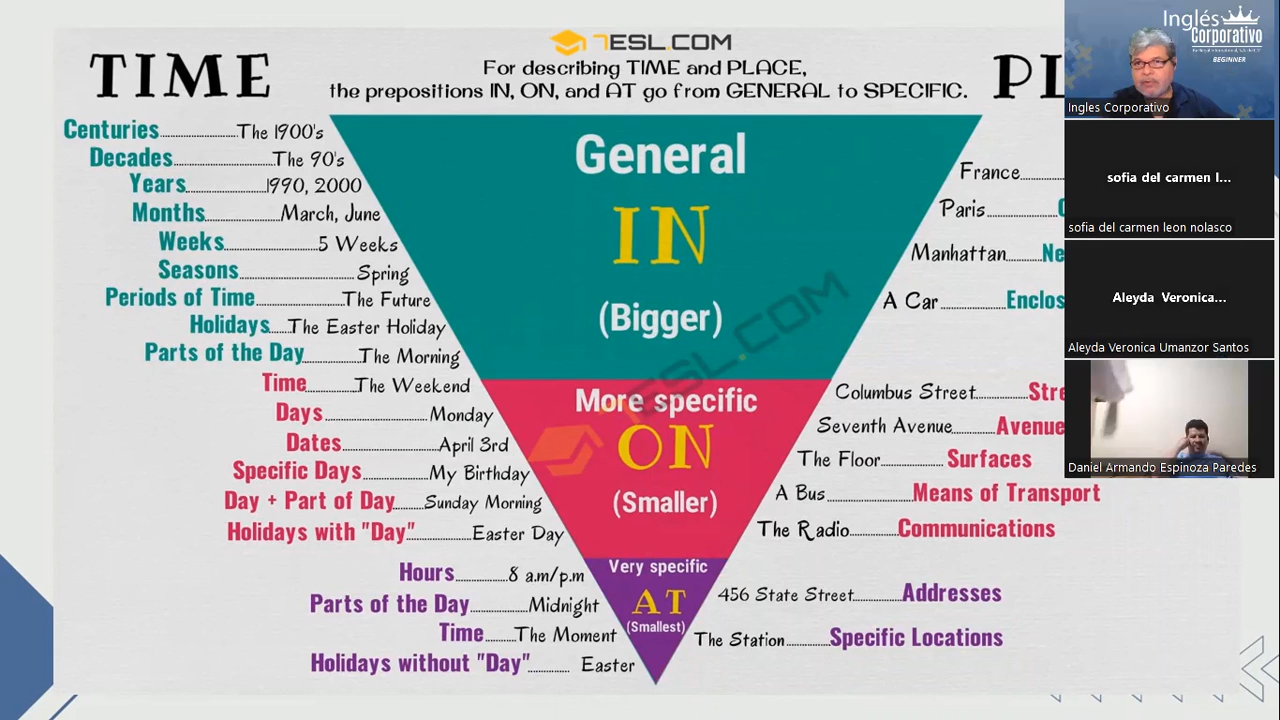 7ESL.COM
TIME
For describing TIME and PLACE,
the prepositions IN, ON, and AT go from GENERAL to SPECIFIC.
PL
Centuries The 1900's
Decades The 90's
Years 1990, 2000
Months March, June
Weeks 5 Weeks
Seasons Spring
Periods of Time The Future
Holidays The Easter Holiday
Parts of the Day The Morning
Time The Weekend
Days Monday
Dates April 3rd
Specific Days My Birthday
Day + Part of Day Sunday Morning
Holidays with "Day" Easter Day
Hours 8 a.m/p.m
Parts of the Day Midnight
Time The Moment
Holidays without "Day" Easter
General
IN
(Bigger)
More specific
ON
(Smaller)
Very specific
AT
(Smallest)
7ESL.COM
France
Paris
Manhattan Ne
A Car Enclos
Columbus Street Stre
Seventh Avenue Avenue
The Floor Surfaces
A Bus Means of Transport
The Radio Communications
456 State Street Addresses
The Station Specific Locations
Inglés
Corporativo
BEGINNER
Ingles Corporativo
sofia del carmen l...
sofia del carmen leon nolasco
Aleyda Veronica...
Aleyda Veronica Umanzor Santos
Daniel Armando Espinoza Paredes